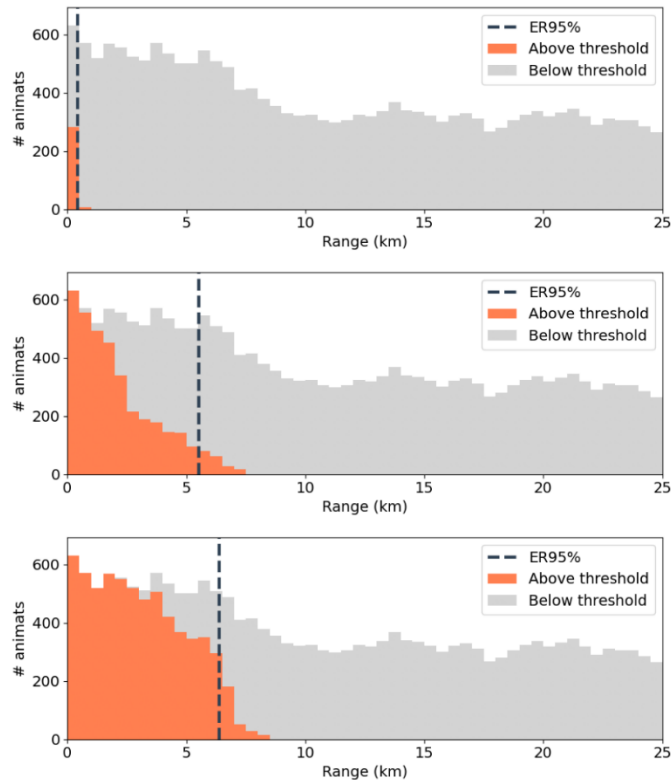 600
400
200
0
# animats
ER95%
Above threshold
Below threshold
0 5 10 15 20 25
Range (km)
600
400
200
0
# animats
ER95%
Above threshold
Below threshold
0 5 10 15 20 25
Range (km)
600
400
200
0
# animats
ER95%
Above threshold
Below threshold
0 5 10 15 20 25
Range (km)